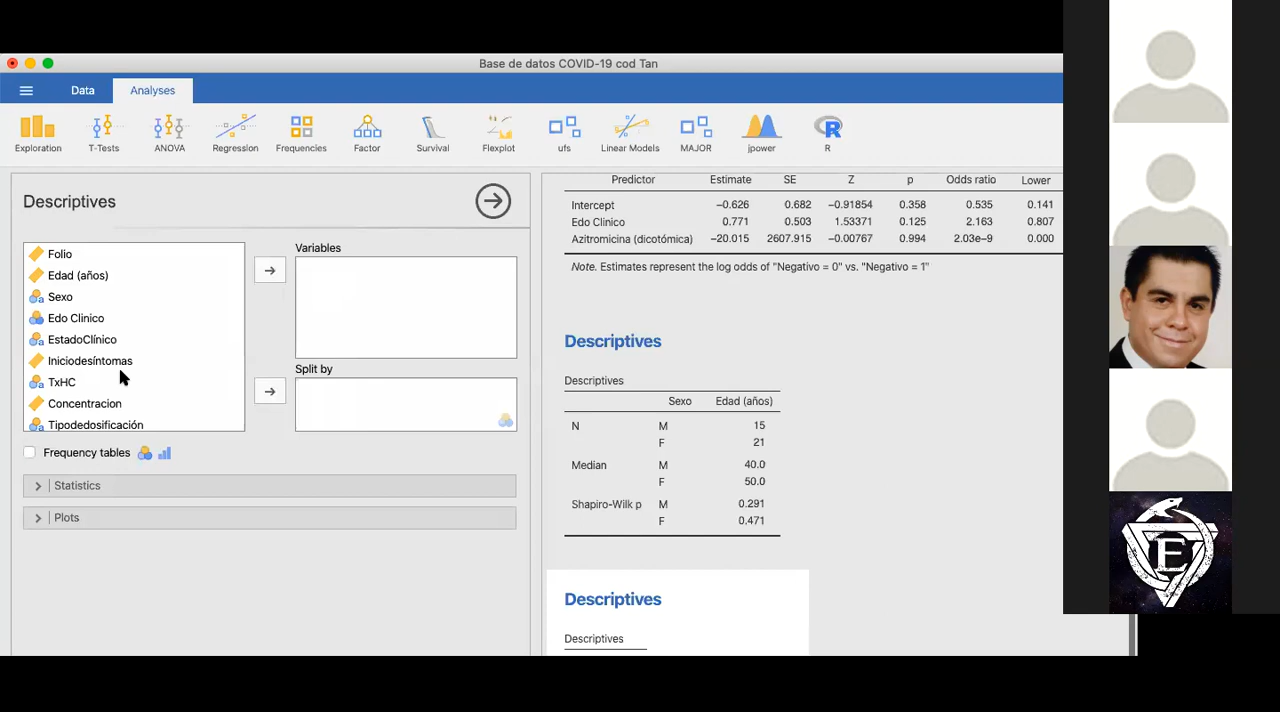 Base de datos COVID-19 cod Tan
Data Analyses
Exploration T-Tests ANOVA Regression Frequencies Factor Survival Flexplot ufs Linear Models MAJOR jpower R
Descriptives
Folio
Edad (años)
Sexo
Edo Clinico
EstadoClínico
Iniciodesíntomas
TxHC
Concentracion
Tipodedosificación
Variables
Split by
Frequency tables
Statistics
Plots
Predictor Estimate SE Z p Odds ratio Lower
Intercept −0.626 0.682 −0.91854 0.358 0.535 0.141
Edo Clinico 0.771 0.503 1.53371 0.125 2.163 0.807
Azitromicina (dicotómica) −20.015 2607.915 −0.00767 0.994 2.03e−9 0.000
Note. Estimates represent the log odds of "Negativo = 0" vs. "Negativo = 1"
Descriptives
Descriptives
Sexo Edad (años)
N M 15
F 21
Median M 40.0
F 50.0
Shapiro-Wilk p M 0.291
F 0.471
Descriptives
Descriptives
E